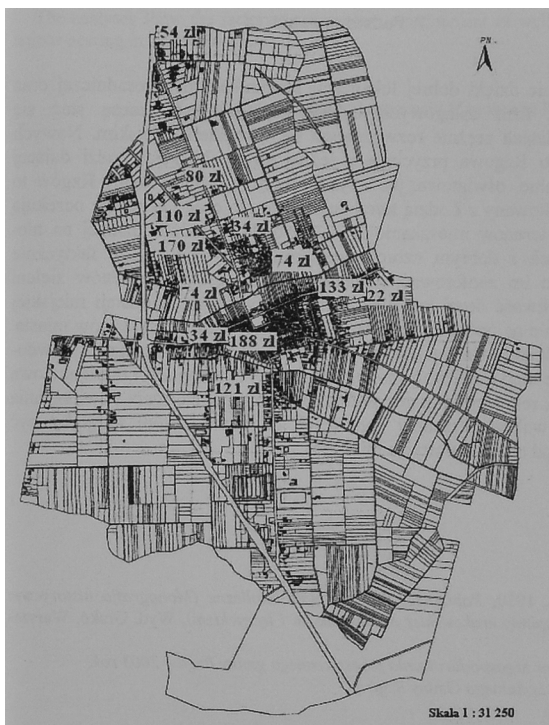 54 zł
PN.
80 zł
110 zł
34 zł
170 zł
74 zł
133 zł
74 zł
22 zł
34 zł
188 zł
121 zł
Skala 1 : 31 250